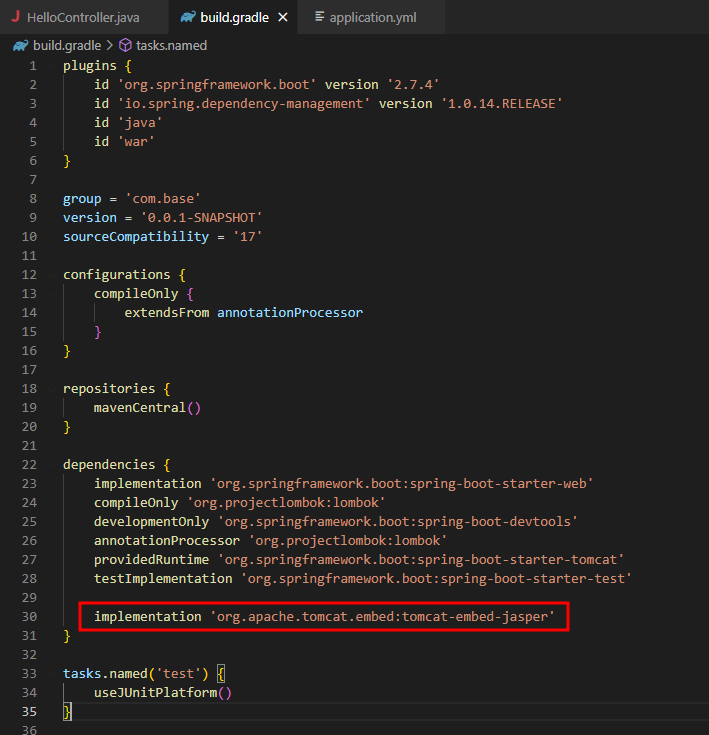 J HelloController.java build.gradle × application.yml
build.gradle > tasks.named
1 plugins {
2     id 'org.springframework.boot' version '2.7.4'
3     id 'io.spring.dependency-management' version '1.0.14.RELEASE'
4     id 'java'
5     id 'war'
6 }
7
8 group = 'com.base'
9 version = '0.0.1-SNAPSHOT'
10 sourceCompatibility = '17'
11
12 configurations {
13     compileOnly {
14         extendsFrom annotationProcessor
15     }
16 }
17
18 repositories {
19     mavenCentral()
20 }
21
22 dependencies {
23     implementation 'org.springframework.boot:spring-boot-starter-web'
24     compileOnly 'org.projectlombok:lombok'
25     developmentOnly 'org.springframework.boot:spring-boot-devtools'
26     annotationProcessor 'org.projectlombok:lombok'
27     providedRuntime 'org.springframework.boot:spring-boot-starter-tomcat'
28     testImplementation 'org.springframework.boot:spring-boot-starter-test'
29
30     implementation 'org.apache.tomcat.embed:tomcat-embed-jasper'
31 }
32
33 tasks.named('test') {
34     useJUnitPlatform()
35 }
36